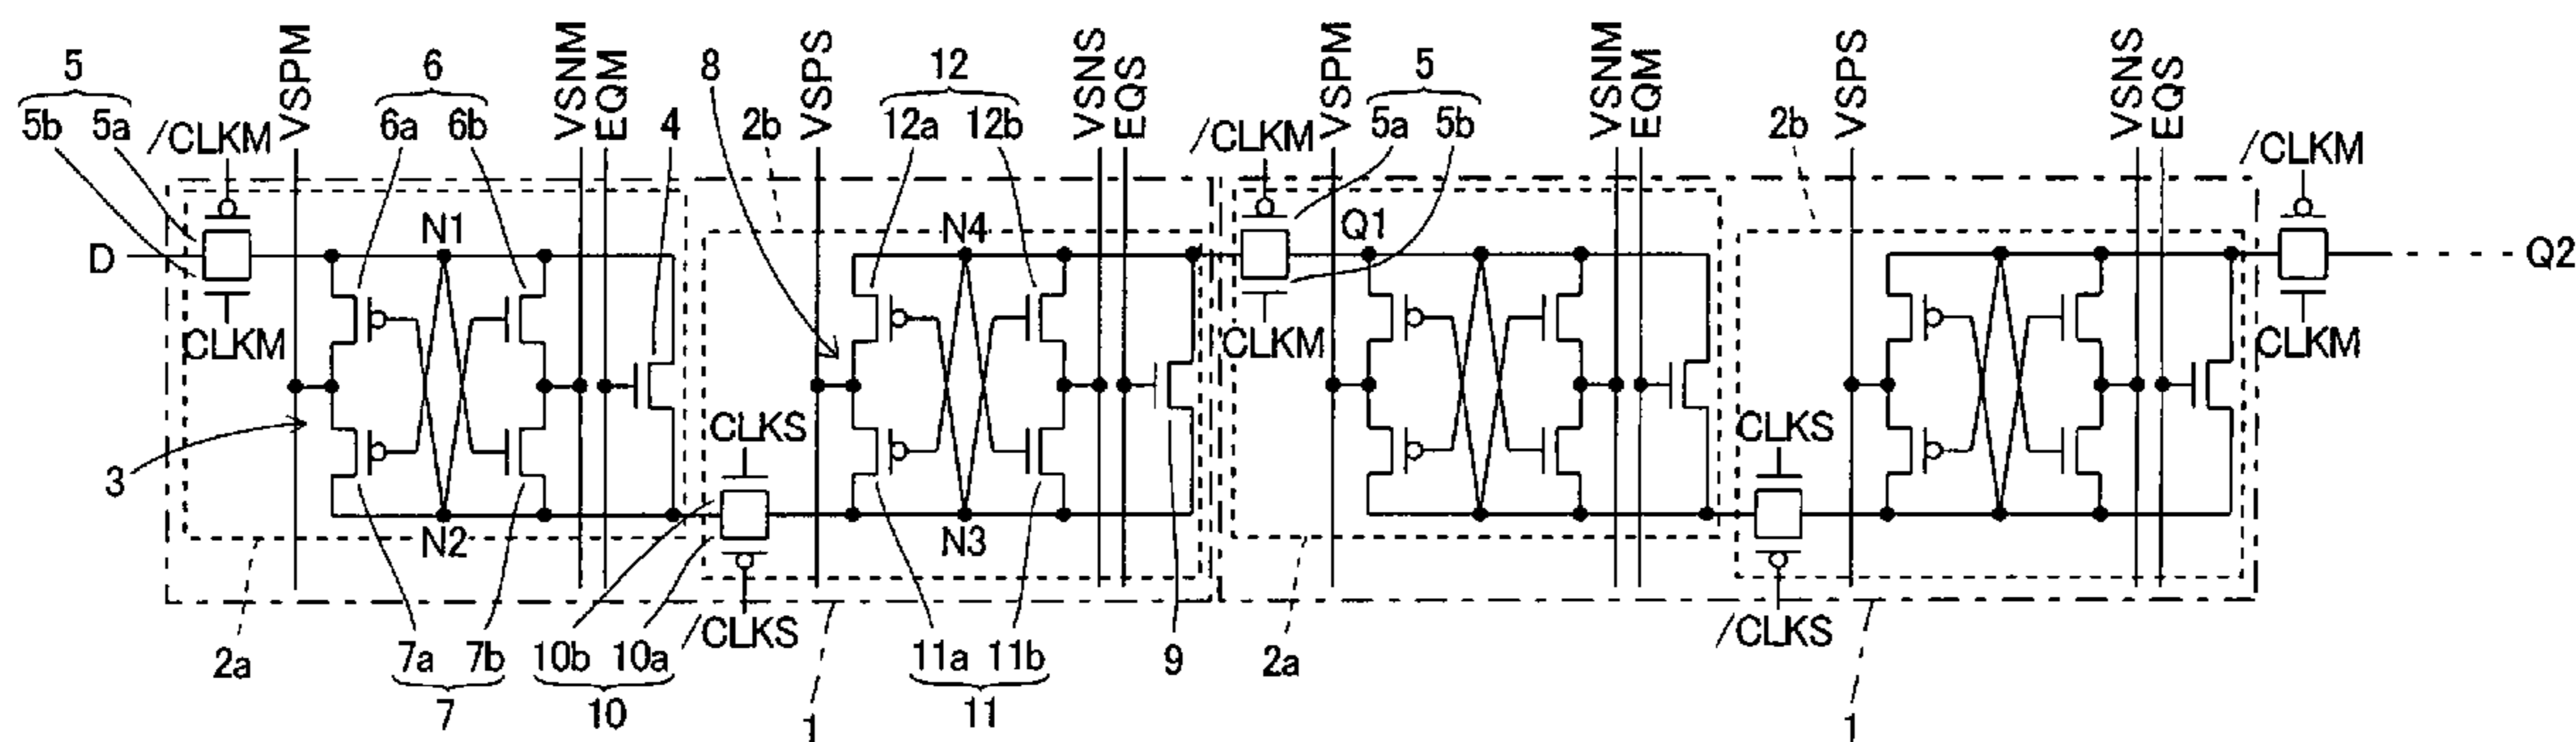 VSPM VSNM EQM VSPS VSNS EQS VSPM VSNM EQM VSPS VSNS EQS
5 6 8 12 5
5b 5a 6a 6b 4 2b 12a 12b 5a 5b 2b
/CLKM /CLKM /CLKM
N1 N4 Q1
D Q2
CLKM CLKM CLKM
CLKS CLKS
3
N2 N3
/CLKS /CLKS
2a 7a 7b 10b 10a 11a 11b 9 2a
7 10 1 11 1